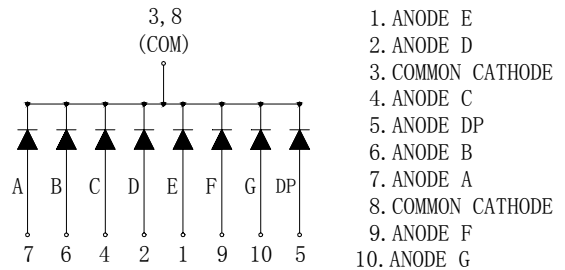 3,8
(COM)
A B C D E F G DP
7 6 4 2 1 9 10 5
1. ANODE E
2. ANODE D
3. COMMON CATHODE
4. ANODE C
5. ANODE DP
6. ANODE B
7. ANODE A
8. COMMON CATHODE
9. ANODE F
10. ANODE G